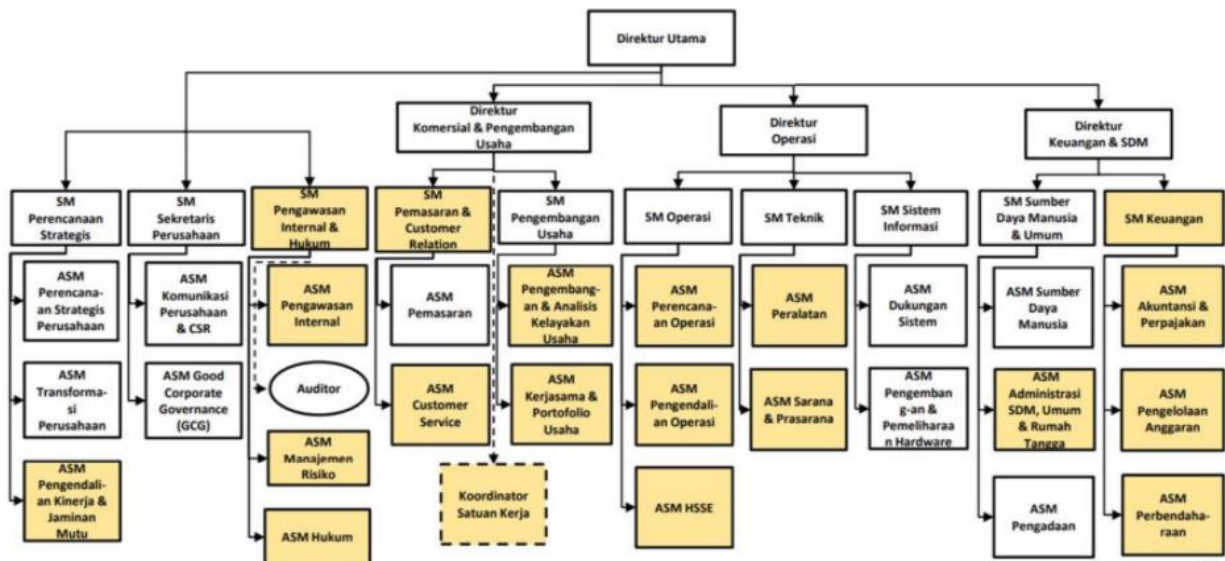 Direktur Utama
Direktur
Komersial & Pengembangan
Usaha
Direktur
Operasi
Direktur
Keuangan & SDM
SM
Perencanaan
Strategis
SM
Sekretaris
Perusahaan
SM
Pengawasan
Internal &
Hukum
SM
Pemasaran &
Customer
Relation
SM
Pengembangan
Usaha
SM Operasi
SM Teknik
SM Sistem
Informasi
SM Sumber
Daya Manusia
& Umum
SM Keuangan
ASM
Perencana-
an Strategis
Perusahaan
ASM
Komunikasi
Perusahaan
& CSR
ASM
Pengawasan
Internal
ASM
Pemasaran
ASM
Pengembang-
an & Analisis
Kelayakan
Usaha
ASM
Perencana-
an Operasi
ASM
Peralatan
ASM
Dukungan
Sistem
ASM Sumber
Daya
Manusia
ASM
Akuntansi &
Perpajakan
ASM
Transforma-
si
Perusahaan
ASM Good
Corporate
Governance
(GCG)
Auditor
ASM
Customer
Service
ASM
Kerjasama &
Portofolio
Usaha
ASM
Pengendali-
an Operasi
ASM Sarana
& Prasarana
ASM
Pengemban
g-an &
Pemeliharaa
n Hardware
ASM
Administrasi
SDM, Umum
& Rumah
Tangga
ASM
Pengelolaan
Anggaran
ASM
Pengendali-
an Kinerja &
Jaminan
Mutu
ASM
Manajemen
Risiko
Koordinator
Satuan Kerja
ASM HSSE
ASM
Pengadaan
ASM
Perbendaha-
raan
ASM Hukum